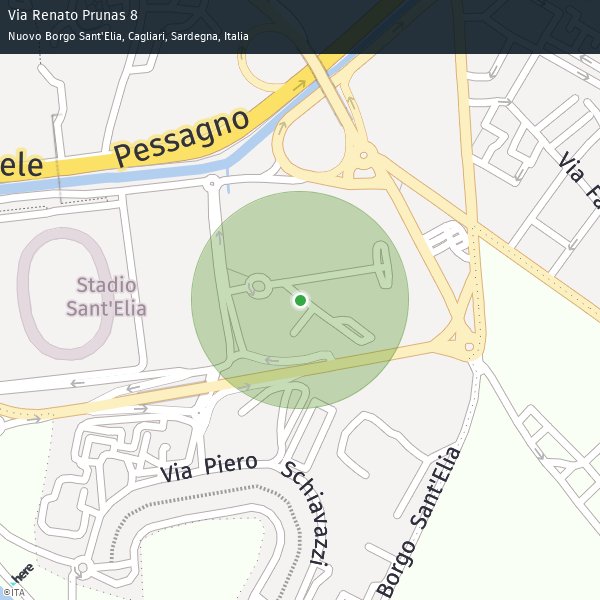 Via Renato Prunas 8
Nuovo Borgo Sant'Elia, Cagliari, Sardegna, Italia
Pessagno
ele
Via Fa
Stadio
Sant'Elia
Via Piero
Schiavazzi
Borgo Sant'Elia
here
©ITA